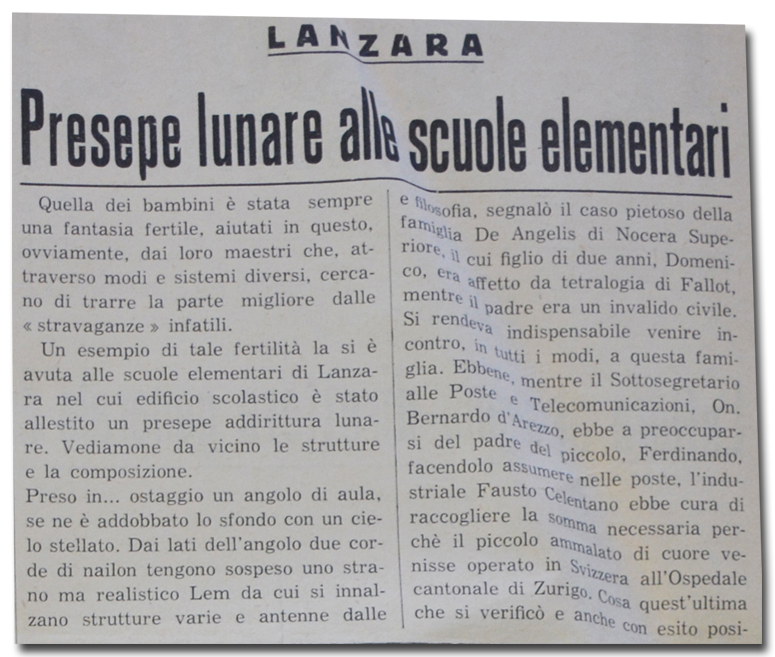 LANZARA
Presepe lunare alle scuole elementari
Quella dei bambini è stata sempre
una fantasia fertile, aiutati in questo,
ovviamente, dai loro maestri che, at-
traverso modi e sistemi diversi, cerca-
no di trarre la parte migliore dalle
« stravaganze » infatili.
Un esempio di tale fertilità la si è
avuta alle scuole elementari di Lanza-
ra nel cui edificio scolastico è stato
allestito un presepe addirittura luna-
re. Vediamone da vicino le strutture
e la composizione.
Preso in... ostaggio un angolo di aula,
se ne è addobbato lo sfondo con un cie-
lo stellato. Dai lati dell'angolo due cor-
de di nailon tengono sospeso uno stra-
no ma realistico Lem da cui si innal-
zano strutture varie e antenne dalle
e filosofia, segnalò il caso pietoso della
famiglia De Angelis di Nocera Supe-
riore, il cui figlio di due anni, Domeni-
co, era affetto da tetralogia di Fallot,
mentre il padre era un invalido civile.
Si rendeva indispensabile venire in-
contro, in tutti i modi, a questa fami-
glia. Ebbene, mentre il Sottosegretario
alle Poste e Telecomunicazioni, On.
Bernardo d'Arezzo, ebbe a preoccupar-
si del padre del piccolo, Ferdinando,
facendolo assumere nelle poste, l'indu-
striale Fausto Celentano ebbe cura di
raccogliere la somma necessaria per-
chè il piccolo ammalato di cuore ve-
nisse operato in Svizzera all'Ospedale
cantonale di Zurigo. Cosa quest'ultima
che si verificò e anche con esito posi-